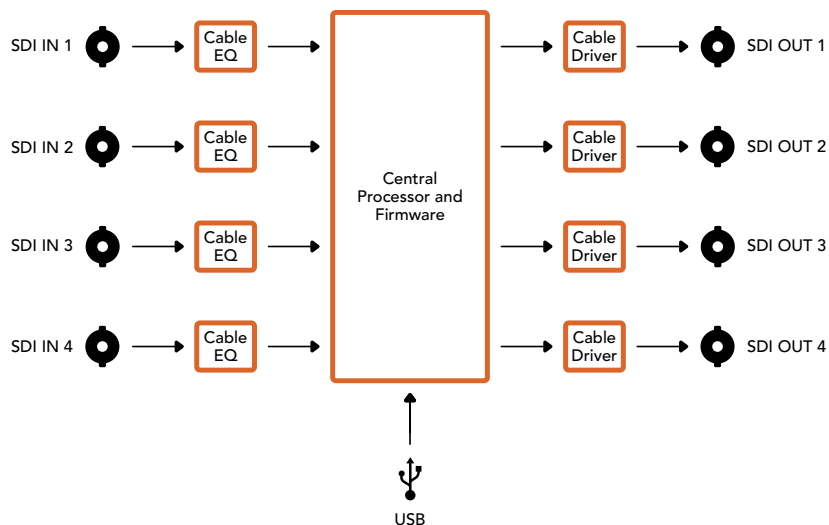 SDI IN 1
Cable
EQ
Cable
Driver
SDI OUT 1
SDI IN 2
Cable
EQ
Cable
Driver
SDI OUT 2
Central
Processor and
Firmware
SDI IN 3
Cable
EQ
Cable
Driver
SDI OUT 3
SDI IN 4
Cable
EQ
Cable
Driver
SDI OUT 4
USB